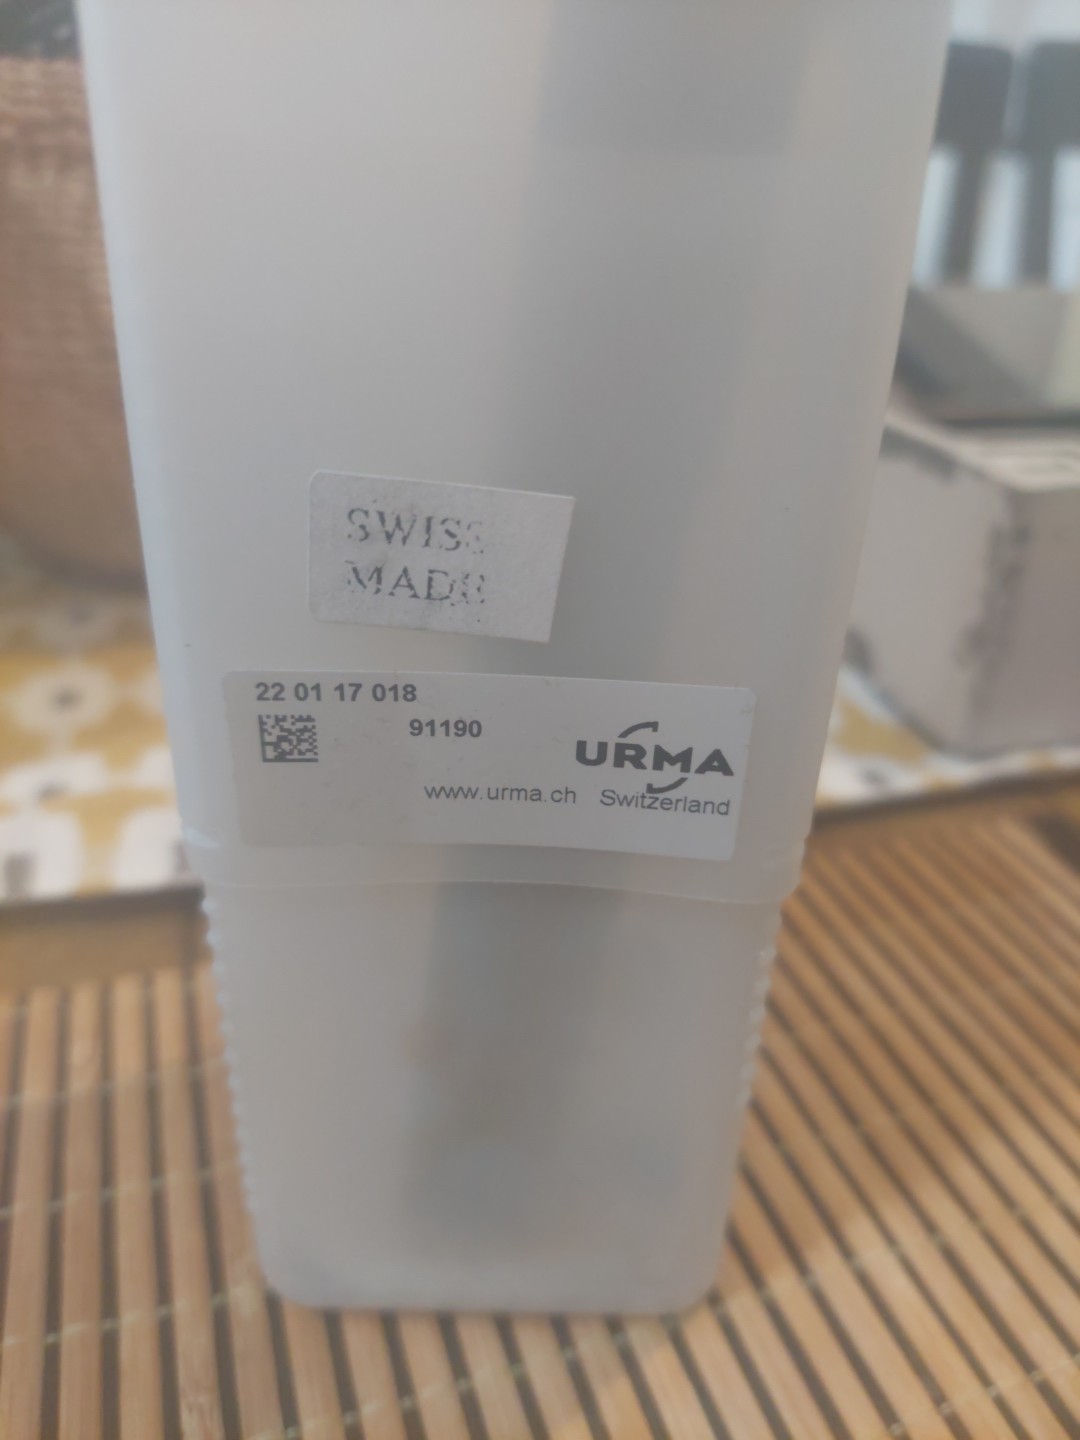 SWISS
MADE
22 01 17 018
91190
URMA
www.urma.ch Switzerland